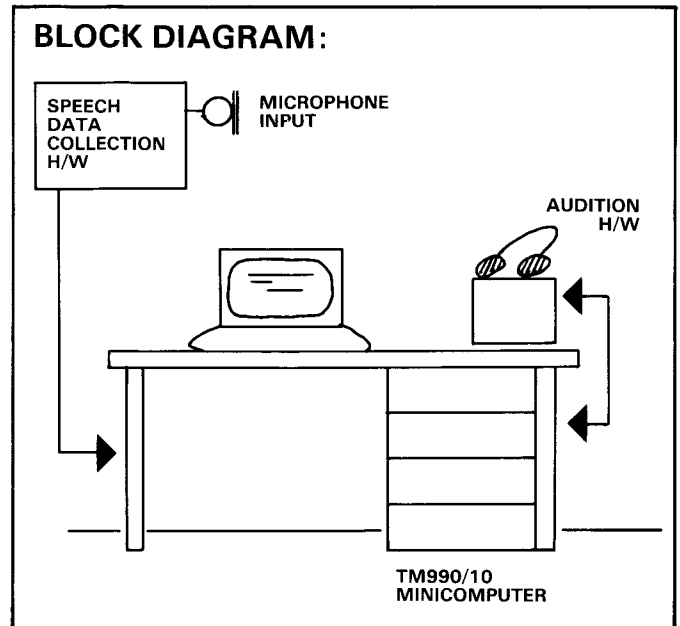 BLOCK DIAGRAM:
SPEECH
DATA
COLLECTION
H/W
MICROPHONE
INPUT
AUDITION
H/W
TM990/10
MINICOMPUTER